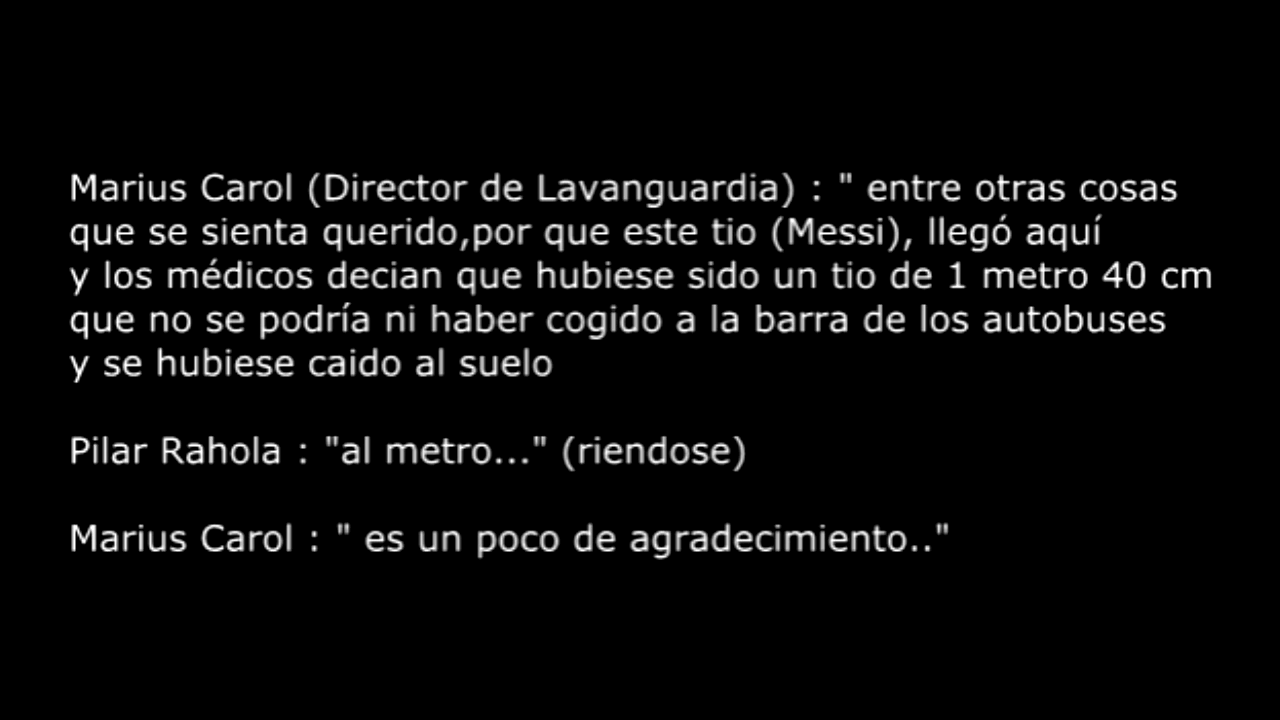 Marius Carol (Director de Lavanguardia) : " entre otras cosas
que se sienta querido,por que este tio (Messi), llegó aquí
y los médicos decian que hubiese sido un tio de 1 metro 40 cm
que no se podría ni haber cogido a la barra de los autobuses
y se hubiese caido al suelo
Pilar Rahola : "al metro..." (riendose)
Marius Carol : " es un poco de agradecimiento.."